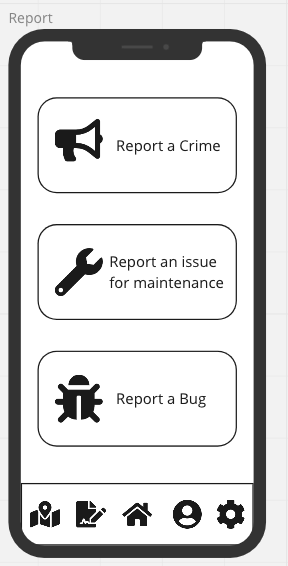 Report
Report a Crime
Report an issue
for maintenance
Report a Bug